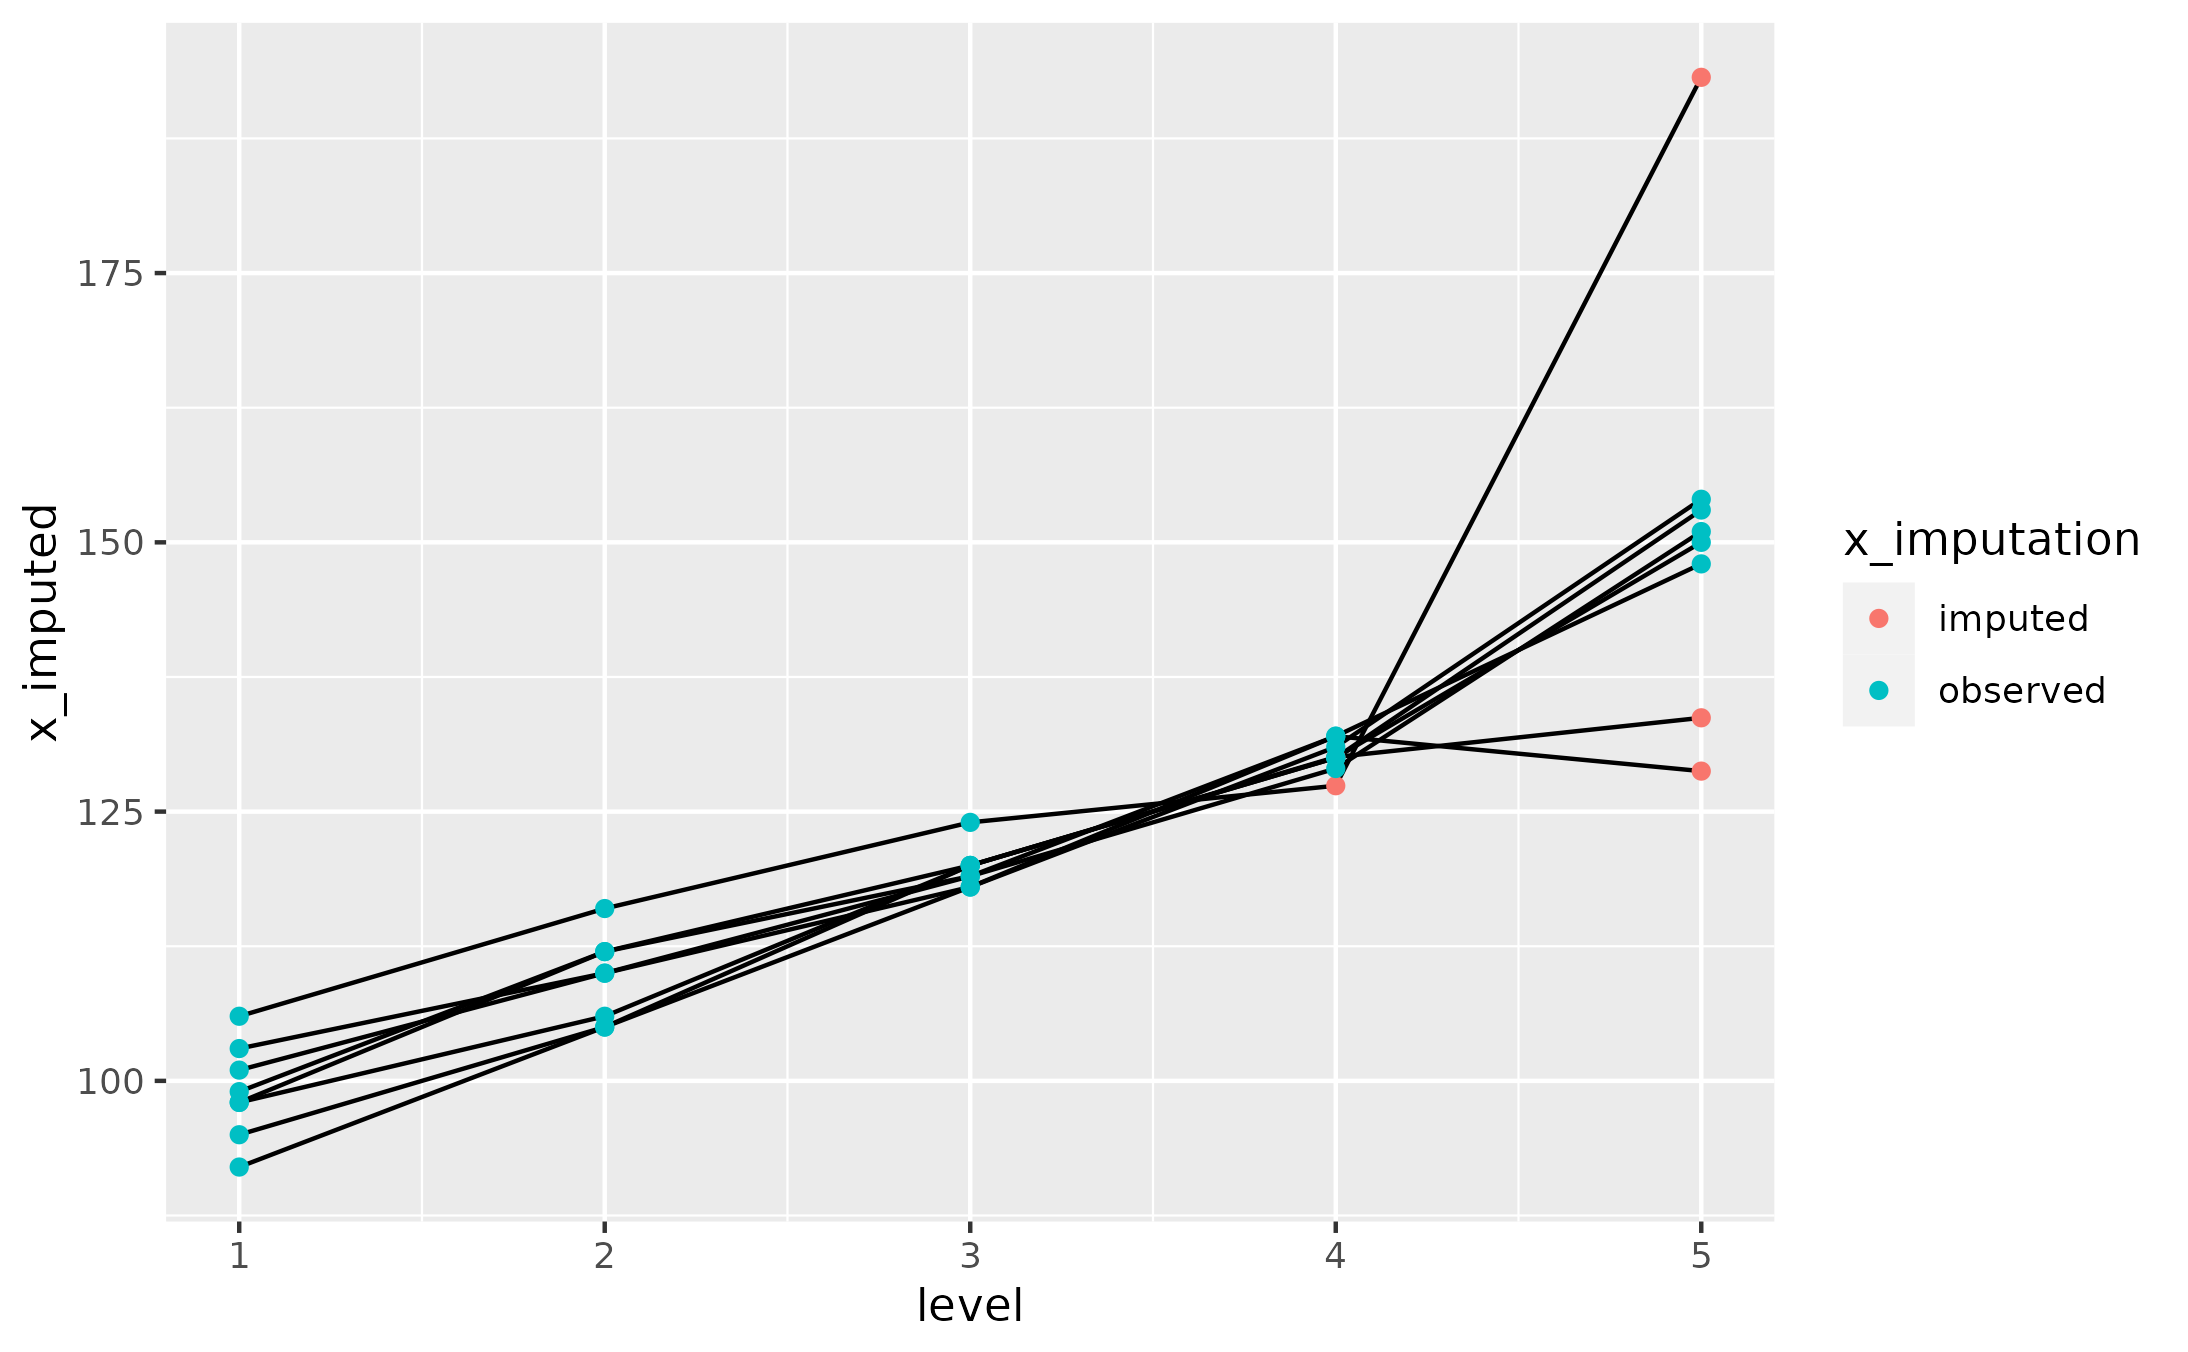 x_imputed
175
150
125
100
1 2 3 4 5
level
x_imputation
imputed
observed